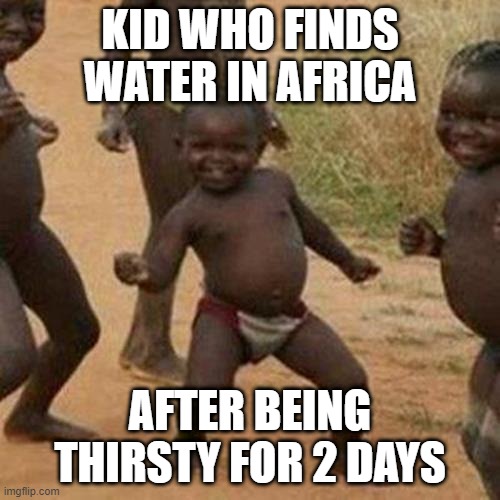 KID WHO FINDS
WATER IN AFRICA
AFTER BEING
THIRSTY FOR 2 DAYS
imgflip.com